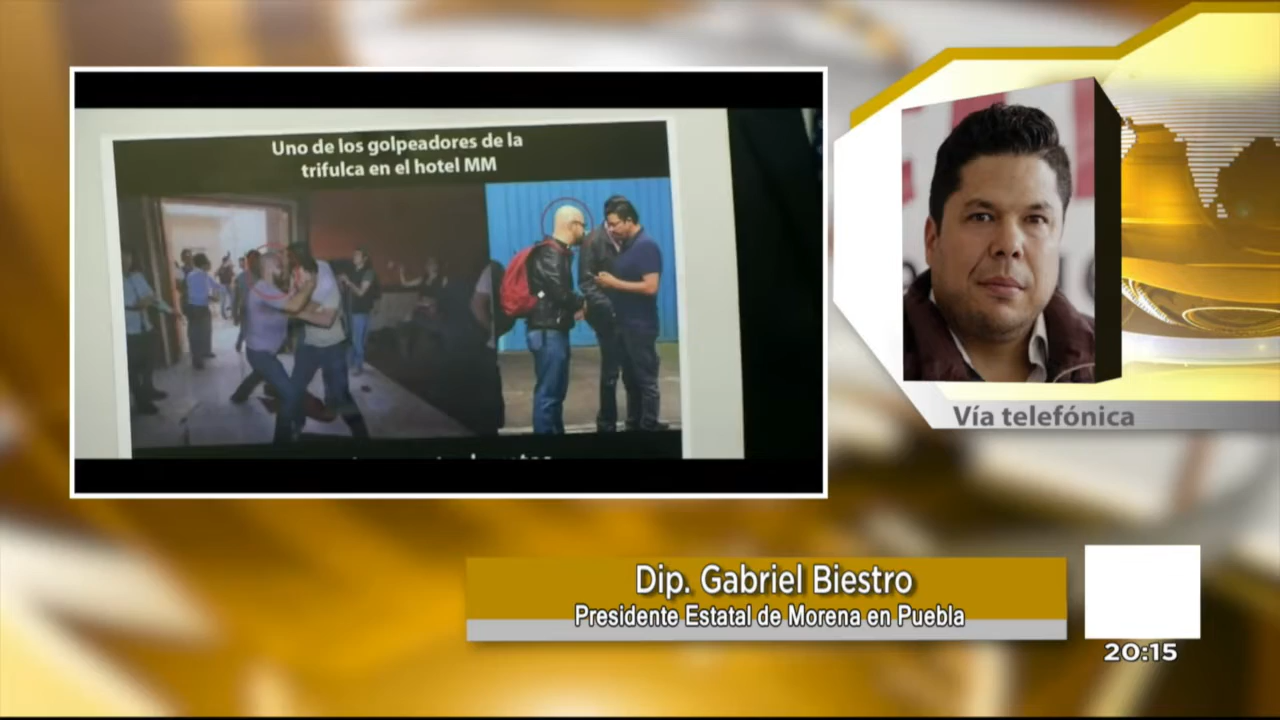 Uno de los golpeadores de la
trifulca en el hotel MM
Vía telefónica
Dip. Gabriel Biestro
Presidente Estatal de Morena en Puebla
20:15